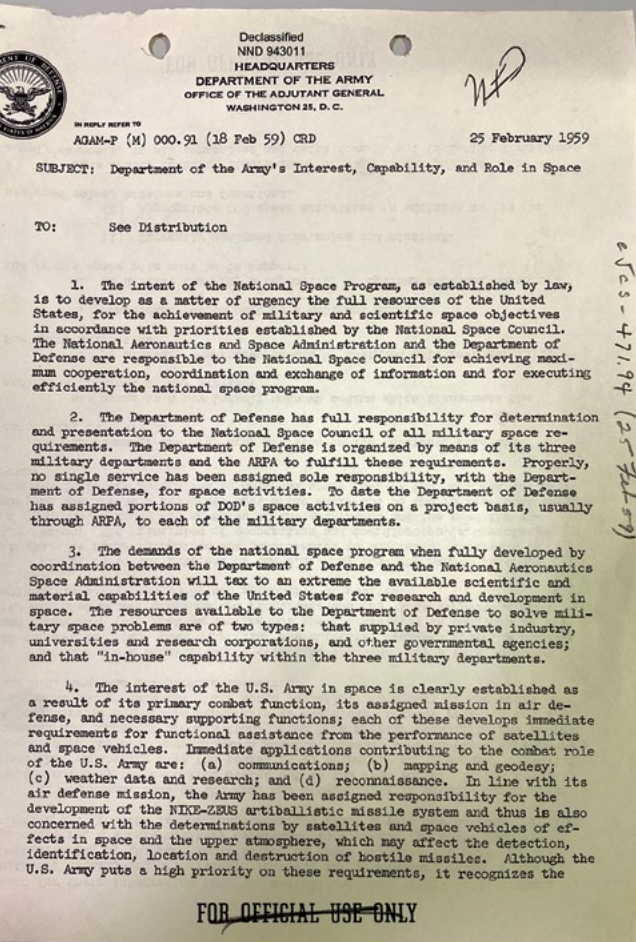 Declassified
NND 943011
HEADQUARTERS
DEPARTMENT OF THE ARMY
OFFICE OF THE ADJUTANT GENERAL
WASHINGTON 25, D. C.
IN REPLY REFER TO
AGAM-P (M) 000.91 (18 Feb 59) CRD 25 February 1959
SUBJECT: Department of the Army's Interest, Capability, and Role in Space
TO: See Distribution
1. The intent of the National Space Program, as established by law,
is to develop as a matter of urgency the full resources of the United
States, for the achievement of military and scientific space objectives
in accordance with priorities established by the National Space Council.
The National Aeronautics and Space Administration and the Department of
Defense are responsible to the National Space Council for achieving maxi-
mum cooperation, coordination and exchange of information and for executing
efficiently the national space program.
2. The Department of Defense has full responsibility for determination
and presentation to the National Space Council of all military space re-
quirements. The Department of Defense is organized by means of its three
military departments and the ARPA to fulfill these requirements. Properly,
no single service has been assigned sole responsibility, with the Depart-
ment of Defense, for space activities. To date the Department of Defense
has assigned portions of DOD's space activities on a project basis, usually
through ARPA, to each of the military departments.
3. The demands of the national space program when fully developed by
coordination between the Department of Defense and the National Aeronautics
Space Administration will tax to an extreme the available scientific and
material capabilities of the United States for research and development in
space. The resources available to the Department of Defense to solve mili-
tary space problems are of two types: that supplied by private industry,
universities and research corporations, and other governmental agencies;
and that "in-house" capability within the three military departments.
4. The interest of the U.S. Army in space is clearly established as
a result of its primary combat function, its assigned mission in air de-
fense, and necessary supporting functions; each of these develops immediate
requirements for functional assistance from the performance of satellites
and space vehicles. Immediate applications contributing to the combat role
of the U.S. Army are: (a) communications; (b) mapping and geodesy;
(c) weather data and research; and (d) reconnaissance. In line with its
air defense mission, the Army has been assigned responsibility for the
development of the NIKE-ZEUS artiballistic missile system and thus is also
concerned with the determinations by satellites and space vehicles of ef-
fects in space and the upper atmosphere, which may affect the detection,
identification, location and destruction of hostile missiles. Although the
U.S. Army puts a high priority on these requirements, it recognizes the
FOR OFFICIAL USE ONLY
471.94 (25 Feb 59)